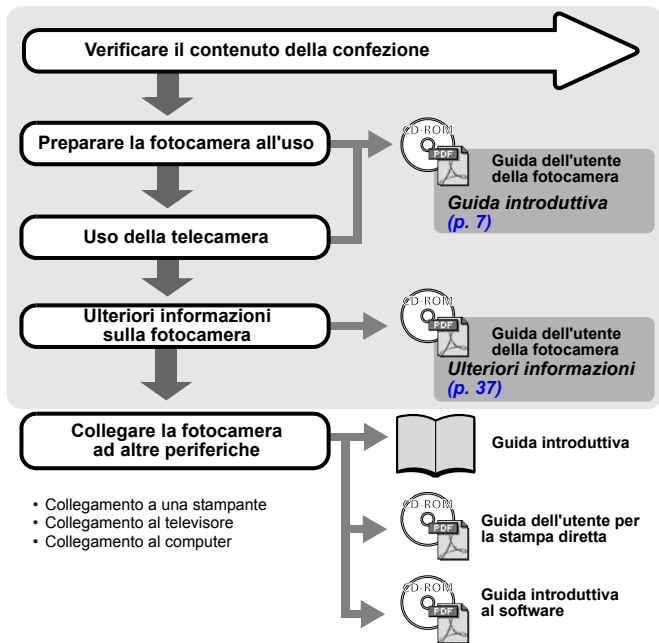 Verificare il contenuto della confezione
Preparare la fotocamera all'uso
CD-ROM
PDF
Guida dell'utente
della fotocamera
Guida introduttiva
(p. 7)
Uso della telecamera
Ulteriori informazioni
sulla fotocamera
CD-ROM
PDF
Guida dell'utente
della fotocamera
Ulteriori informazioni
(p. 37)
Collegare la fotocamera
ad altre periferiche
Guida introduttiva
• Collegamento a una stampante
• Collegamento al televisore
• Collegamento al computer
CD-ROM
PDF
Guida dell'utente per
la stampa diretta
CD-ROM
PDF
Guida introduttiva
al software